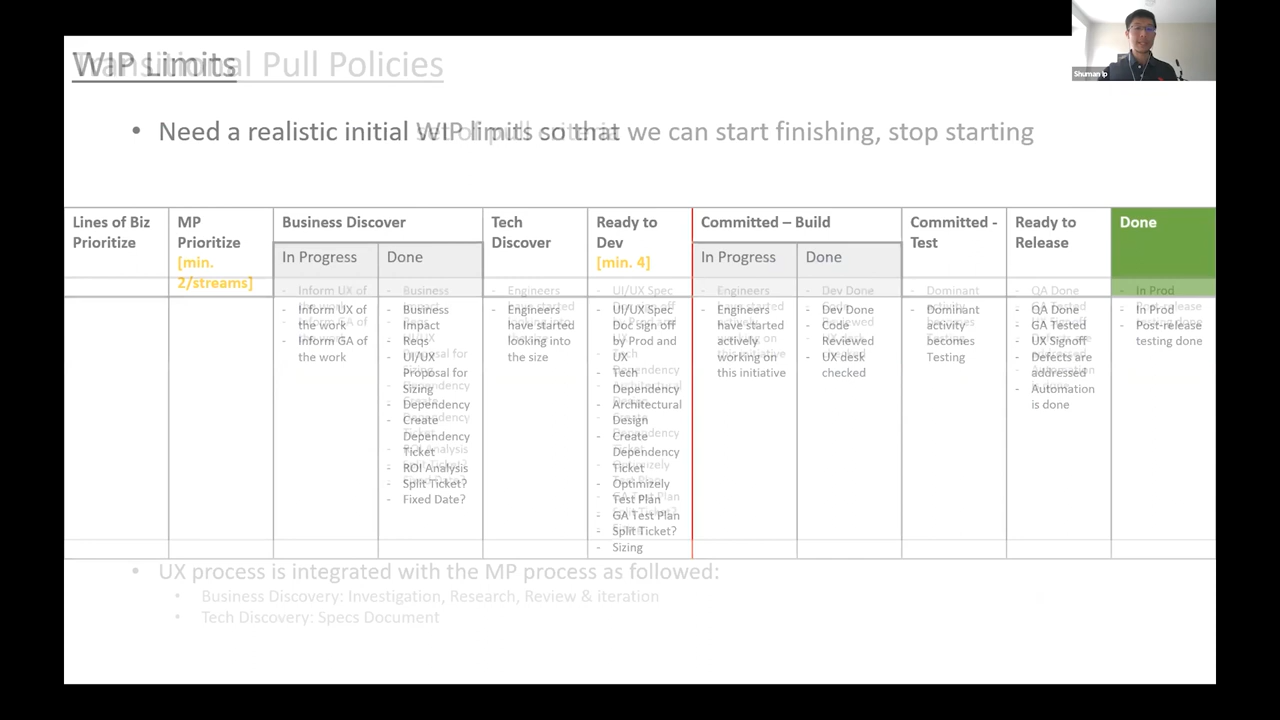 WIP Limits
Transitional Pull Policies
Shuman Ip
• Need a realistic initial WIP limits so that we can start finishing, stop starting
Lines of Biz
Prioritize
MP
Prioritize
[min.
2/streams]
Business Discover
In Progress
Done
Tech
Discover
Ready to
Dev
[min. 4]
Committed – Build
In Progress
Done
Committed -
Test
Ready to
Release
Done
- Inform UX of
the work
- Inform GA of
the work
- Business
Impact
- Reqs
- UI/UX
Proposal for
Sizing
- Dependency
- Create
Dependency
Ticket
- ROI Analysis
- Split Ticket?
- Fixed Date?
- Engineers
have started
looking into
the size
- UI/UX Spec
Doc sign off
by Prod and
UX
- Tech
Dependency
- Architectural
Design
- Create
Dependency
Ticket
- Optimizely
Test Plan
- GA Test Plan
- Split Ticket?
- Sizing
- Engineers
have started
actively
working on
this initiative
- Dev Done
- Code
Reviewed
- UX desk
checked
- Dominant
activity
becomes
Testing
- QA Done
- GA Tested
- UX Signoff
- Defects are
addressed
- Automation
is done
- In Prod
- Post-release
testing done
• UX process is integrated with the MP process as followed:
• Business Discovery: Investigation, Research, Review & iteration
• Tech Discovery: Specs Document